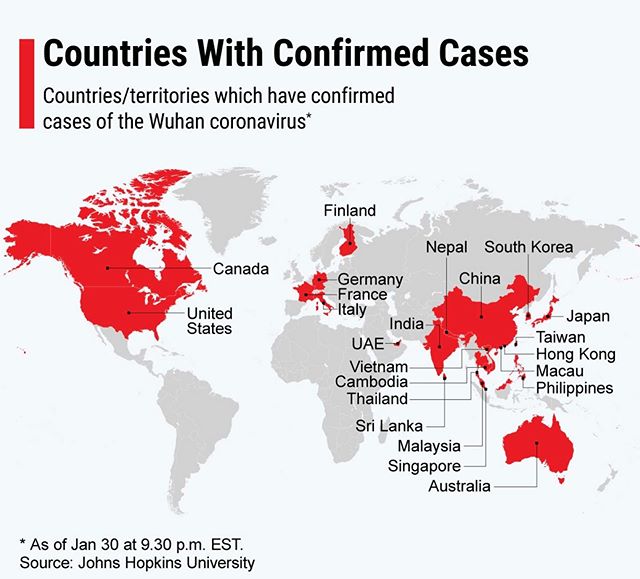 Countries With Confirmed Cases
Countries/territories which have confirmed
cases of the Wuhan coronavirus*
Finland
Nepal
South Korea
Canada
Germany
China
France
United
States
Italy
India
Japan
UAE
Taiwan
Hong Kong
Vietnam
Macau
Cambodia
Philippines
Thailand
Sri Lanka
Malaysia
Singapore
Australia
* As of Jan 30 at 9.30 p.m. EST.
Source: Johns Hopkins University